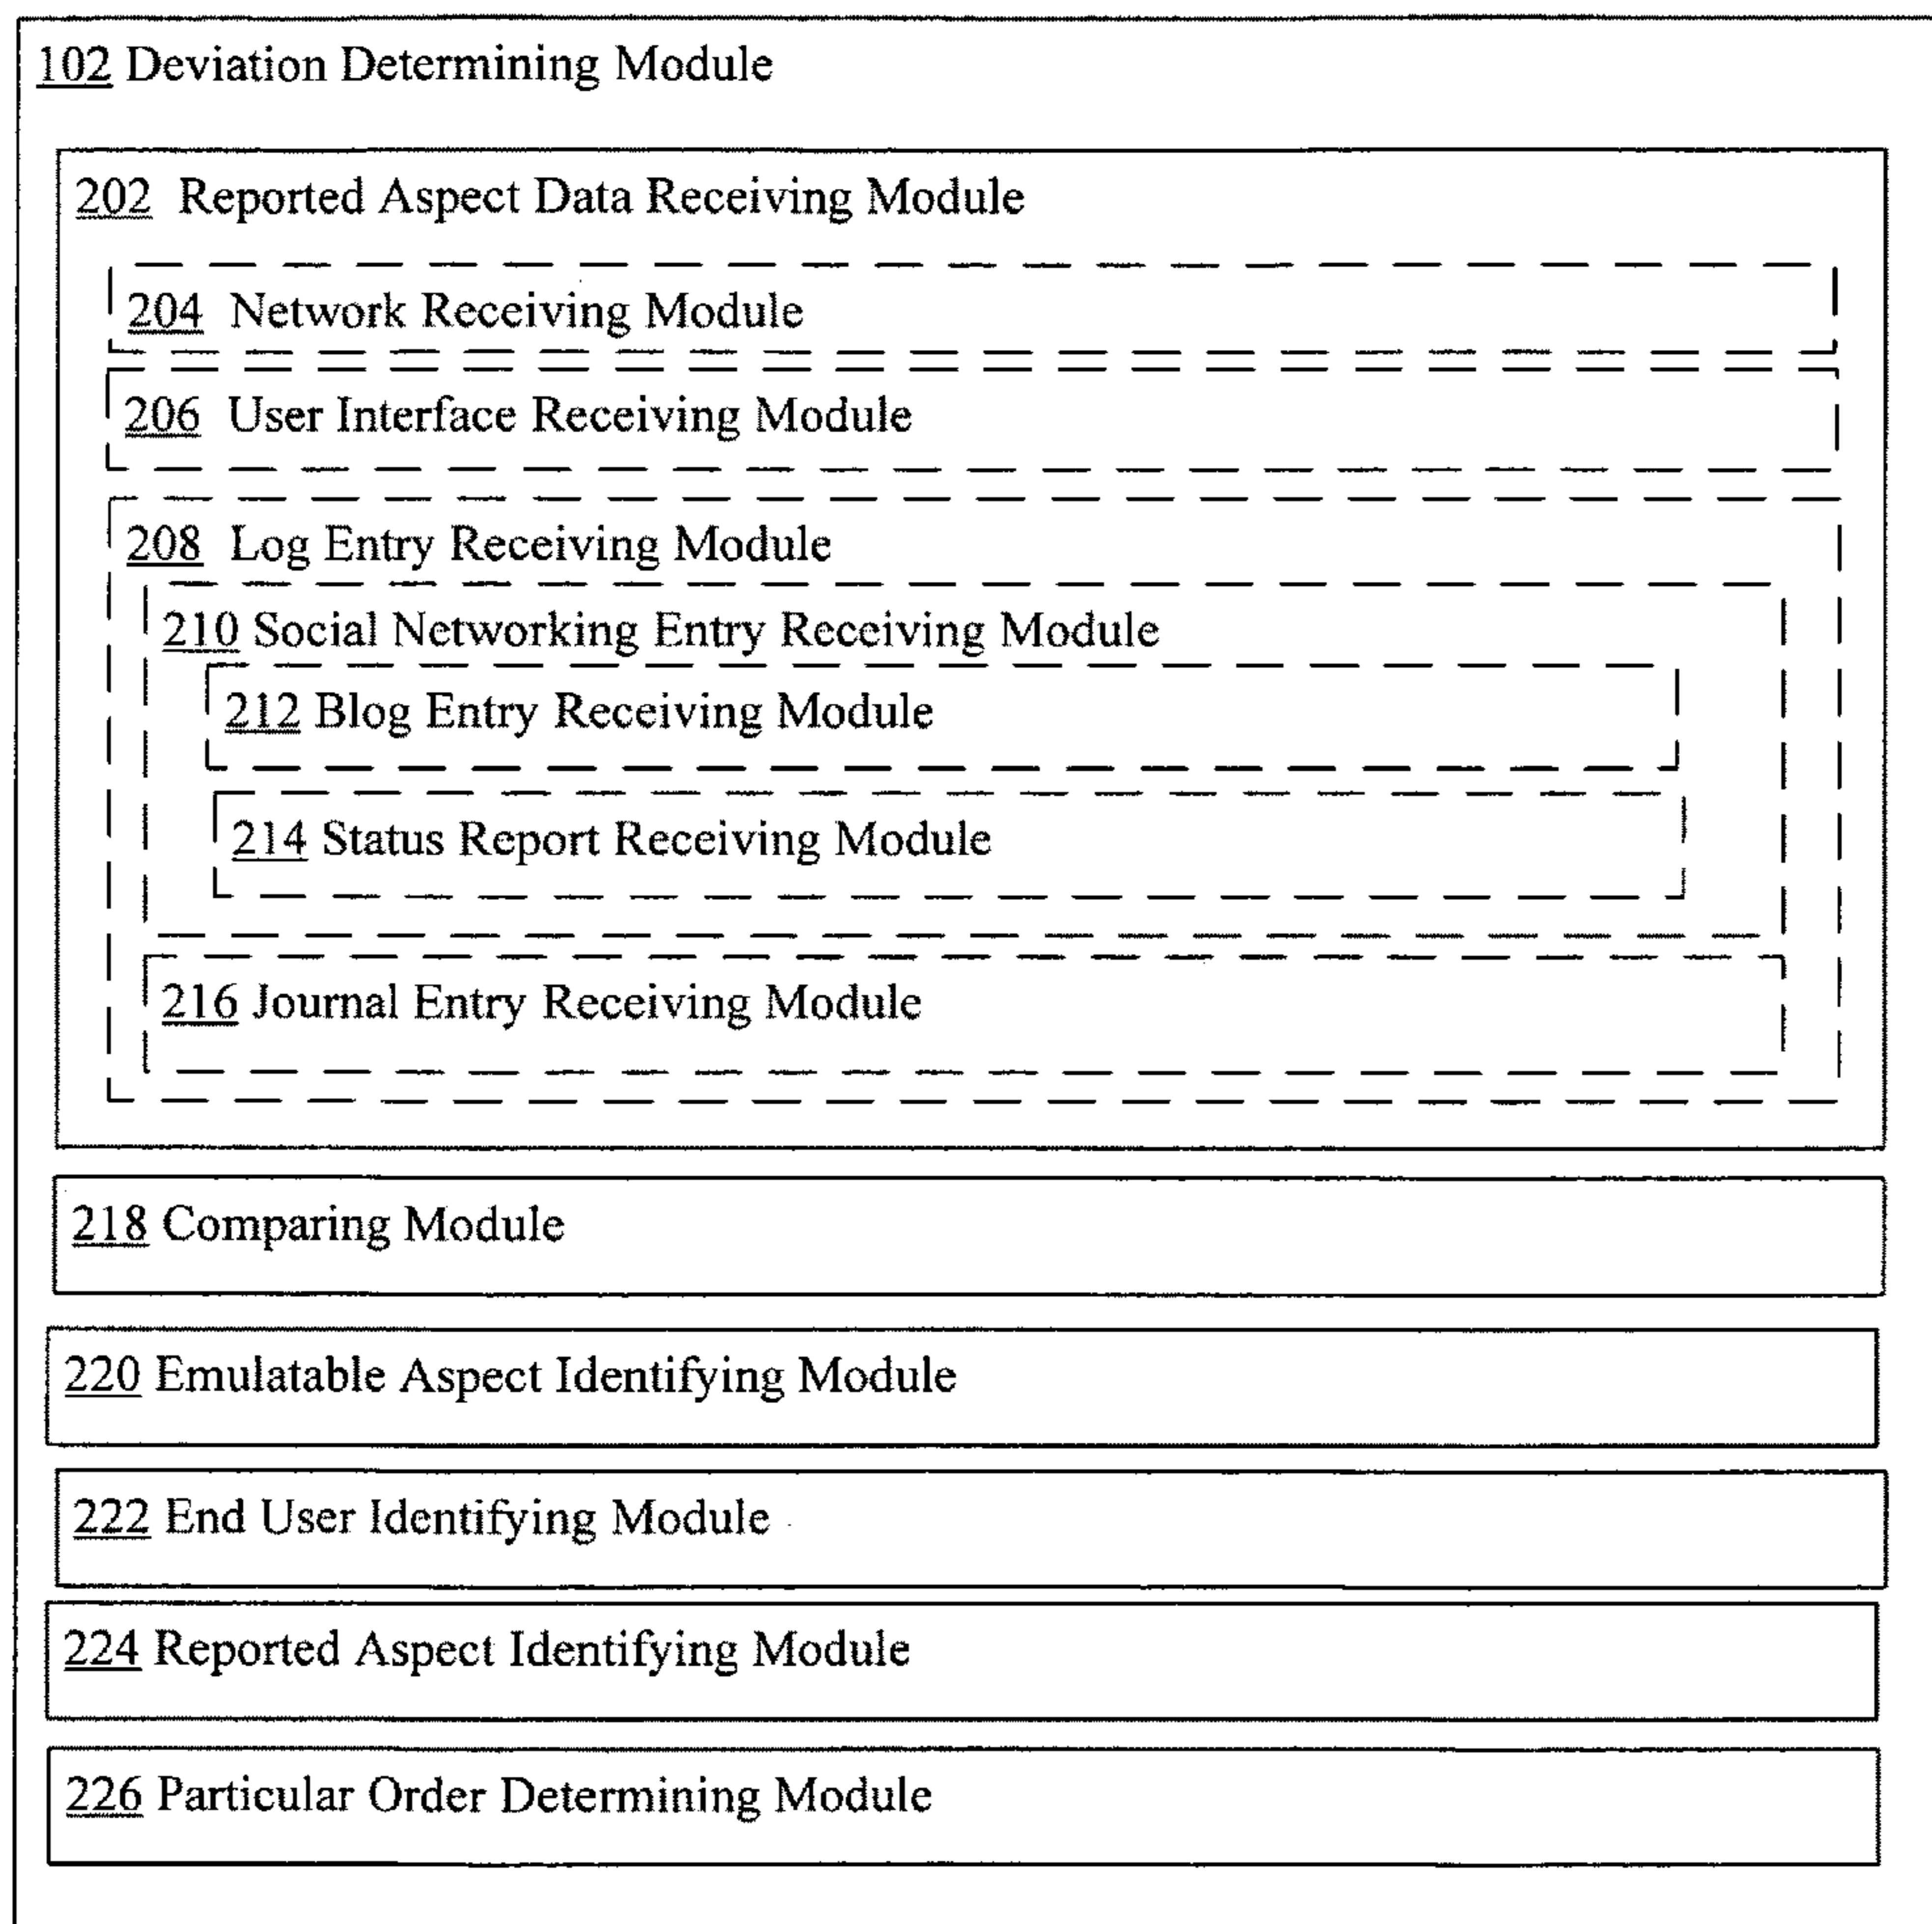 102 Deviation Determining Module
202 Reported Aspect Data Receiving Module
204 Network Receiving Module
206 User Interface Receiving Module
208 Log Entry Receiving Module
210 Social Networking Entry Receiving Module
212 Blog Entry Receiving Module
214 Status Report Receiving Module
216 Journal Entry Receiving Module
218 Comparing Module
220 Emulatable Aspect Identifying Module
222 End User Identifying Module
224 Reported Aspect Identifying Module
226 Particular Order Determining Module